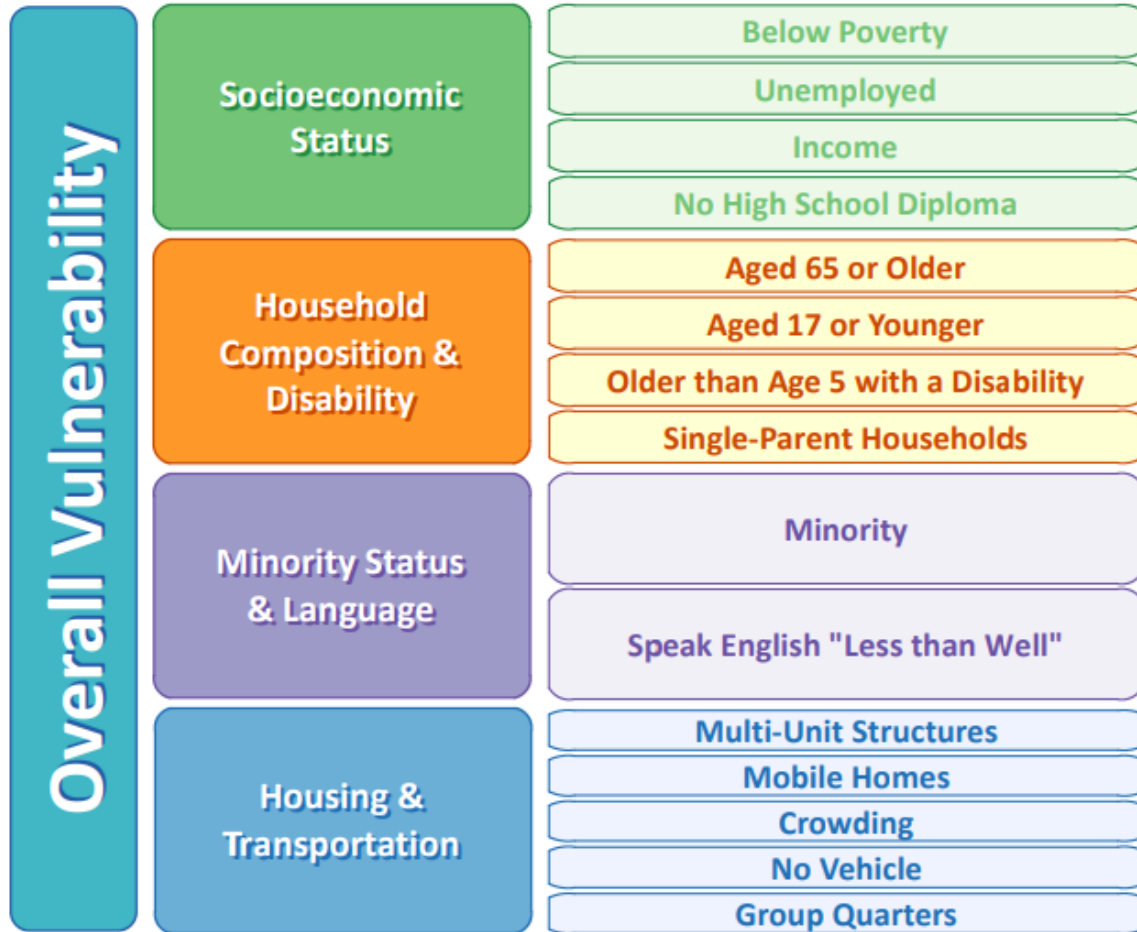 Overall Vulnerability
Socioeconomic
Status
Below Poverty
Unemployed
Income
No High School Diploma
Household
Composition &
Disability
Aged 65 or Older
Aged 17 or Younger
Older than Age 5 with a Disability
Single-Parent Households
Minority Status
& Language
Minority
Speak English "Less than Well"
Housing &
Transportation
Multi-Unit Structures
Mobile Homes
Crowding
No Vehicle
Group Quarters